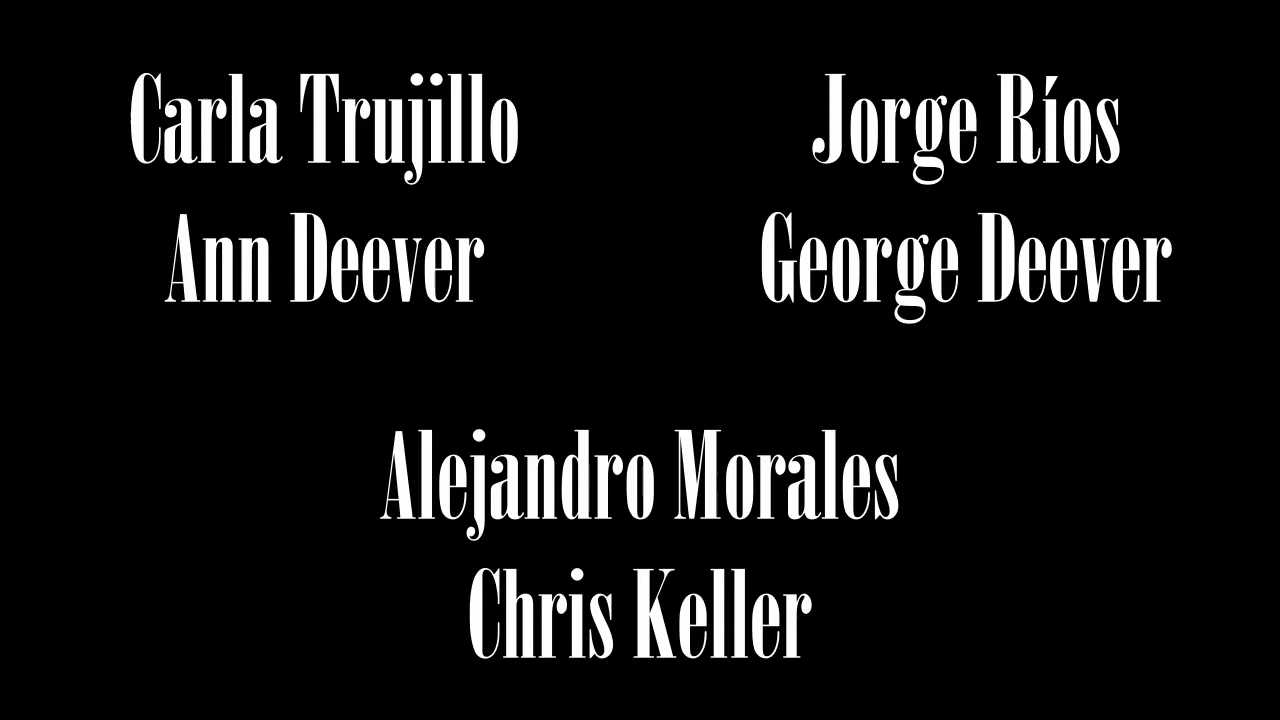 Carla Trujillo
Ann Deever
Jorge Ríos
George Deever
Alejandro Morales
Chris Keller